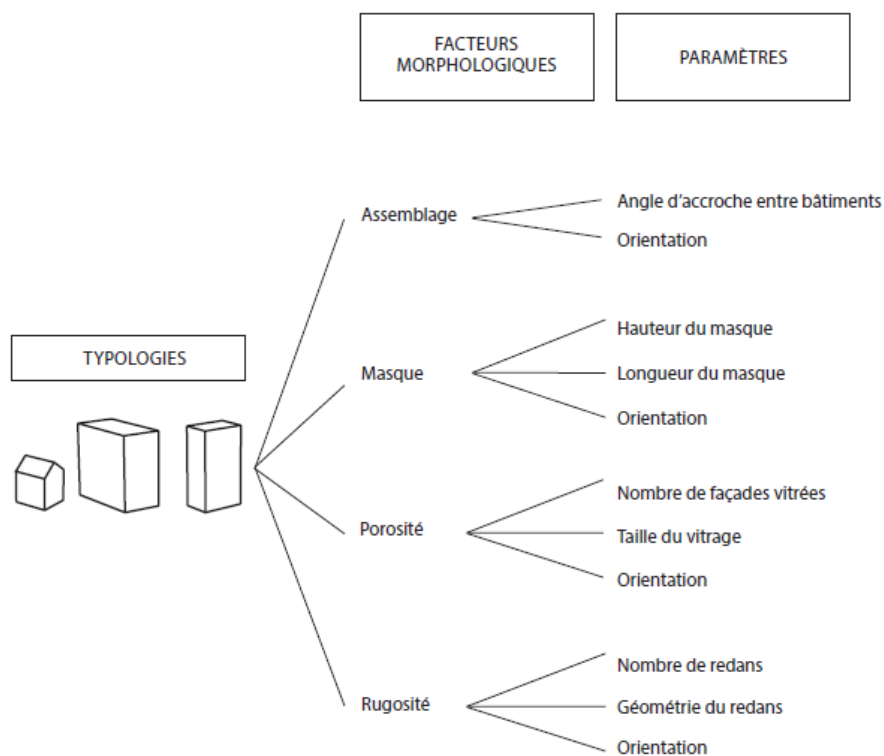 FACTEURS
MORPHOLOGIQUES
PARAMÈTRES
TYPOLOGIES
Assemblage
Angle d'accroche entre bâtiments
Orientation
Masque
Hauteur du masque
Longueur du masque
Orientation
Porosité
Nombre de façades vitrées
Taille du vitrage
Orientation
Rugosité
Nombre de redans
Géométrie du redans
Orientation